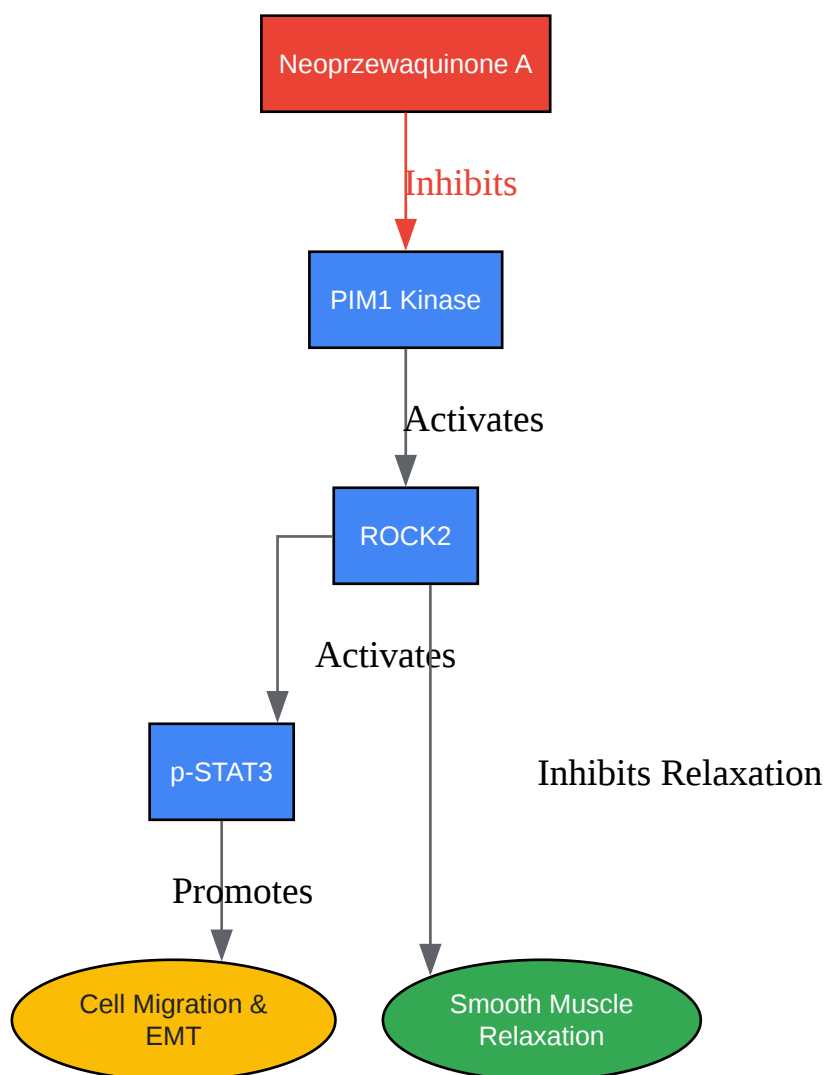 Neoprzewaquinone A
Inhibits
PIM1 Kinase
Activates
ROCK2
Activates
p-STAT3
Inhibits Relaxation
Promotes
Cell Migration &
EMT
Smooth Muscle
Relaxation